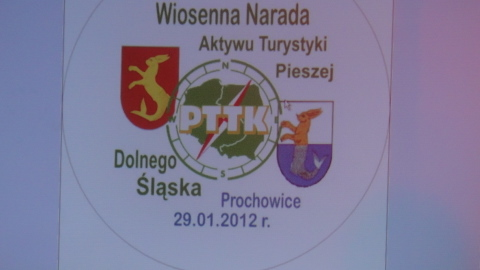 Wiosenna Narada
Aktywu Turystyki
Pieszej
N
PTTK
S
Dolnego
Śląska
Prochowice
29.01.2012 r.